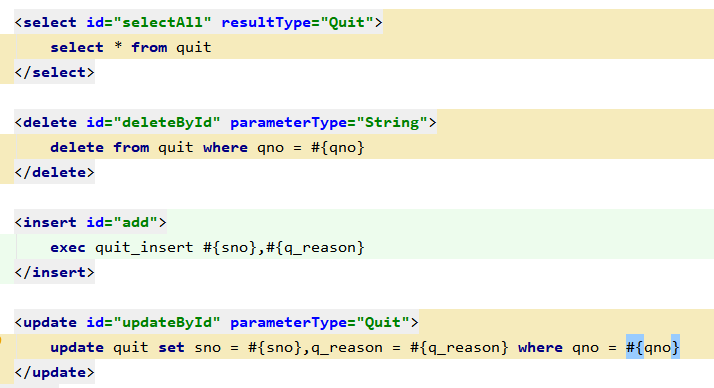 <select id="selectAll" resultType="Quit">
select * from quit
</select>
<delete id="deleteById" parameterType="String">
delete from quit where qno = #{qno}
</delete>
<insert id="add">
exec quit_insert #{sno},#{q_reason}
</insert>
<update id="updateById" parameterType="Quit">
update quit set sno = #{sno},q_reason = #{q_reason} where qno = #{qno}
</update>